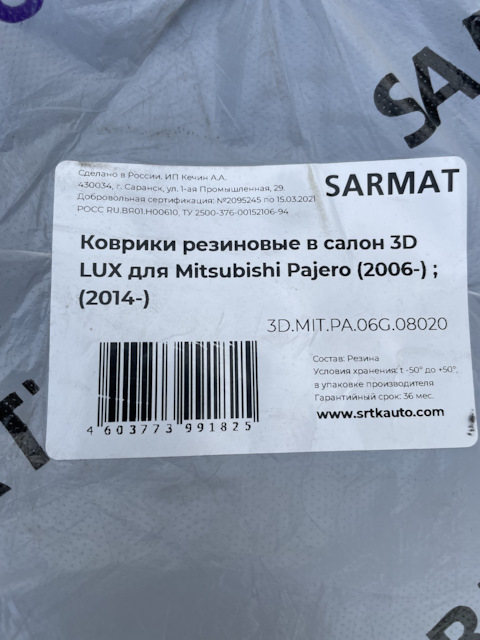 SAR
Сделано в России. ИП Кечин А.А.
430034, г. Саранск, ул. 1-ая Промышленная, 29.
Добровольная сертификация: №2095245 по 15.03.2021
РОСС RU.BR01.H00610, ТУ 2500-376-00152106-94
SARMAT
Коврики резиновые в салон 3D
LUX для Mitsubishi Pajero (2006-) ;
(2014-)
3D.MIT.PA.06G.08020
Состав: Резина
Условия хранения: t -50° до +50°,
в упаковке производителя
Гарантийный срок: 36 мес.
www.srtkauto.com
4 603773 991825